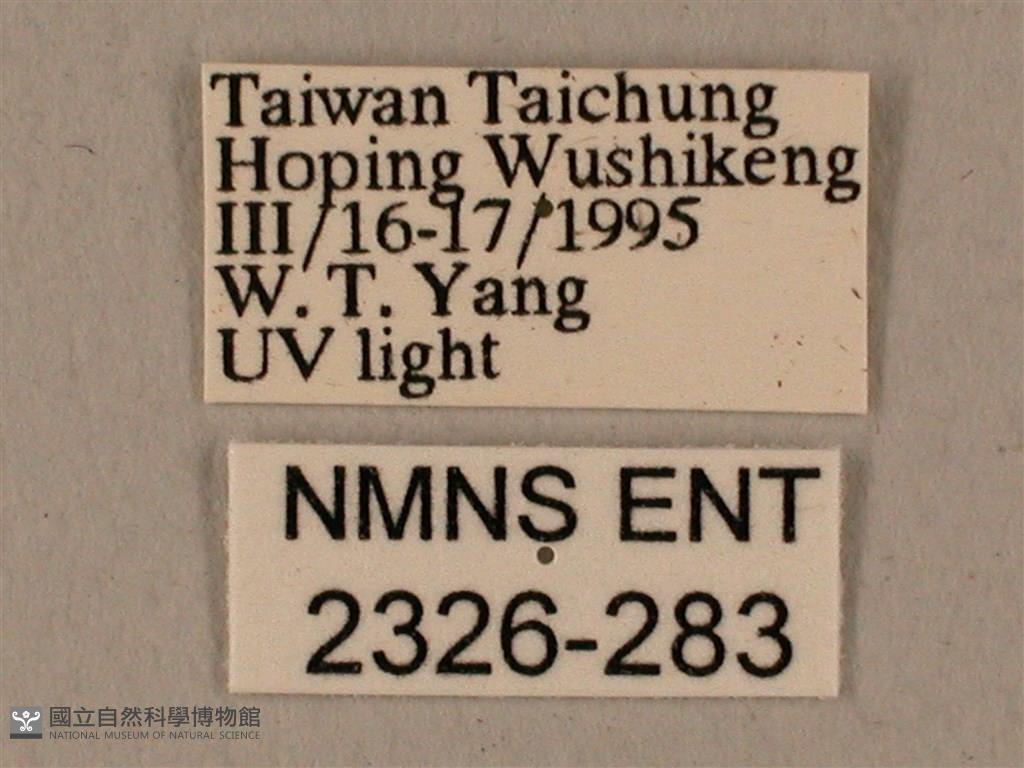 Taiwan Taichung
Hoping Wushikeng
III/16-17/1995
W. T. Yang
UV light
NMNS ENT
2326-283
國立自然科學博物館
NATIONAL MUSEUM OF NATURAL SCIENCE